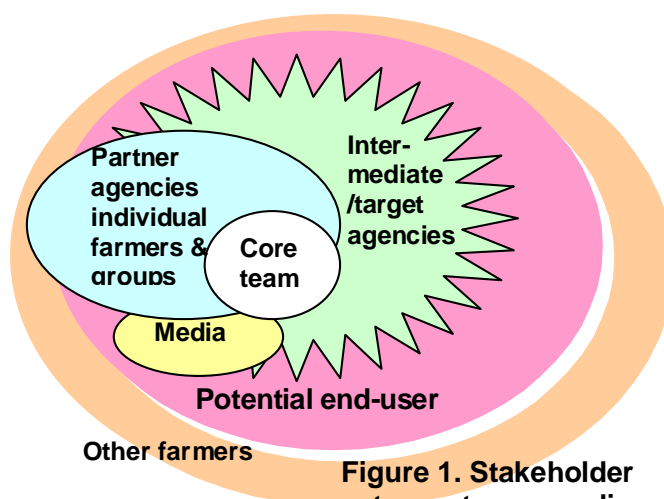 Partner
agencies
individual
farmers &
groups
Inter-
mediate
/target
agencies
Core
team
Media
Potential end-user
Other farmers
Figure 1. Stakeholder